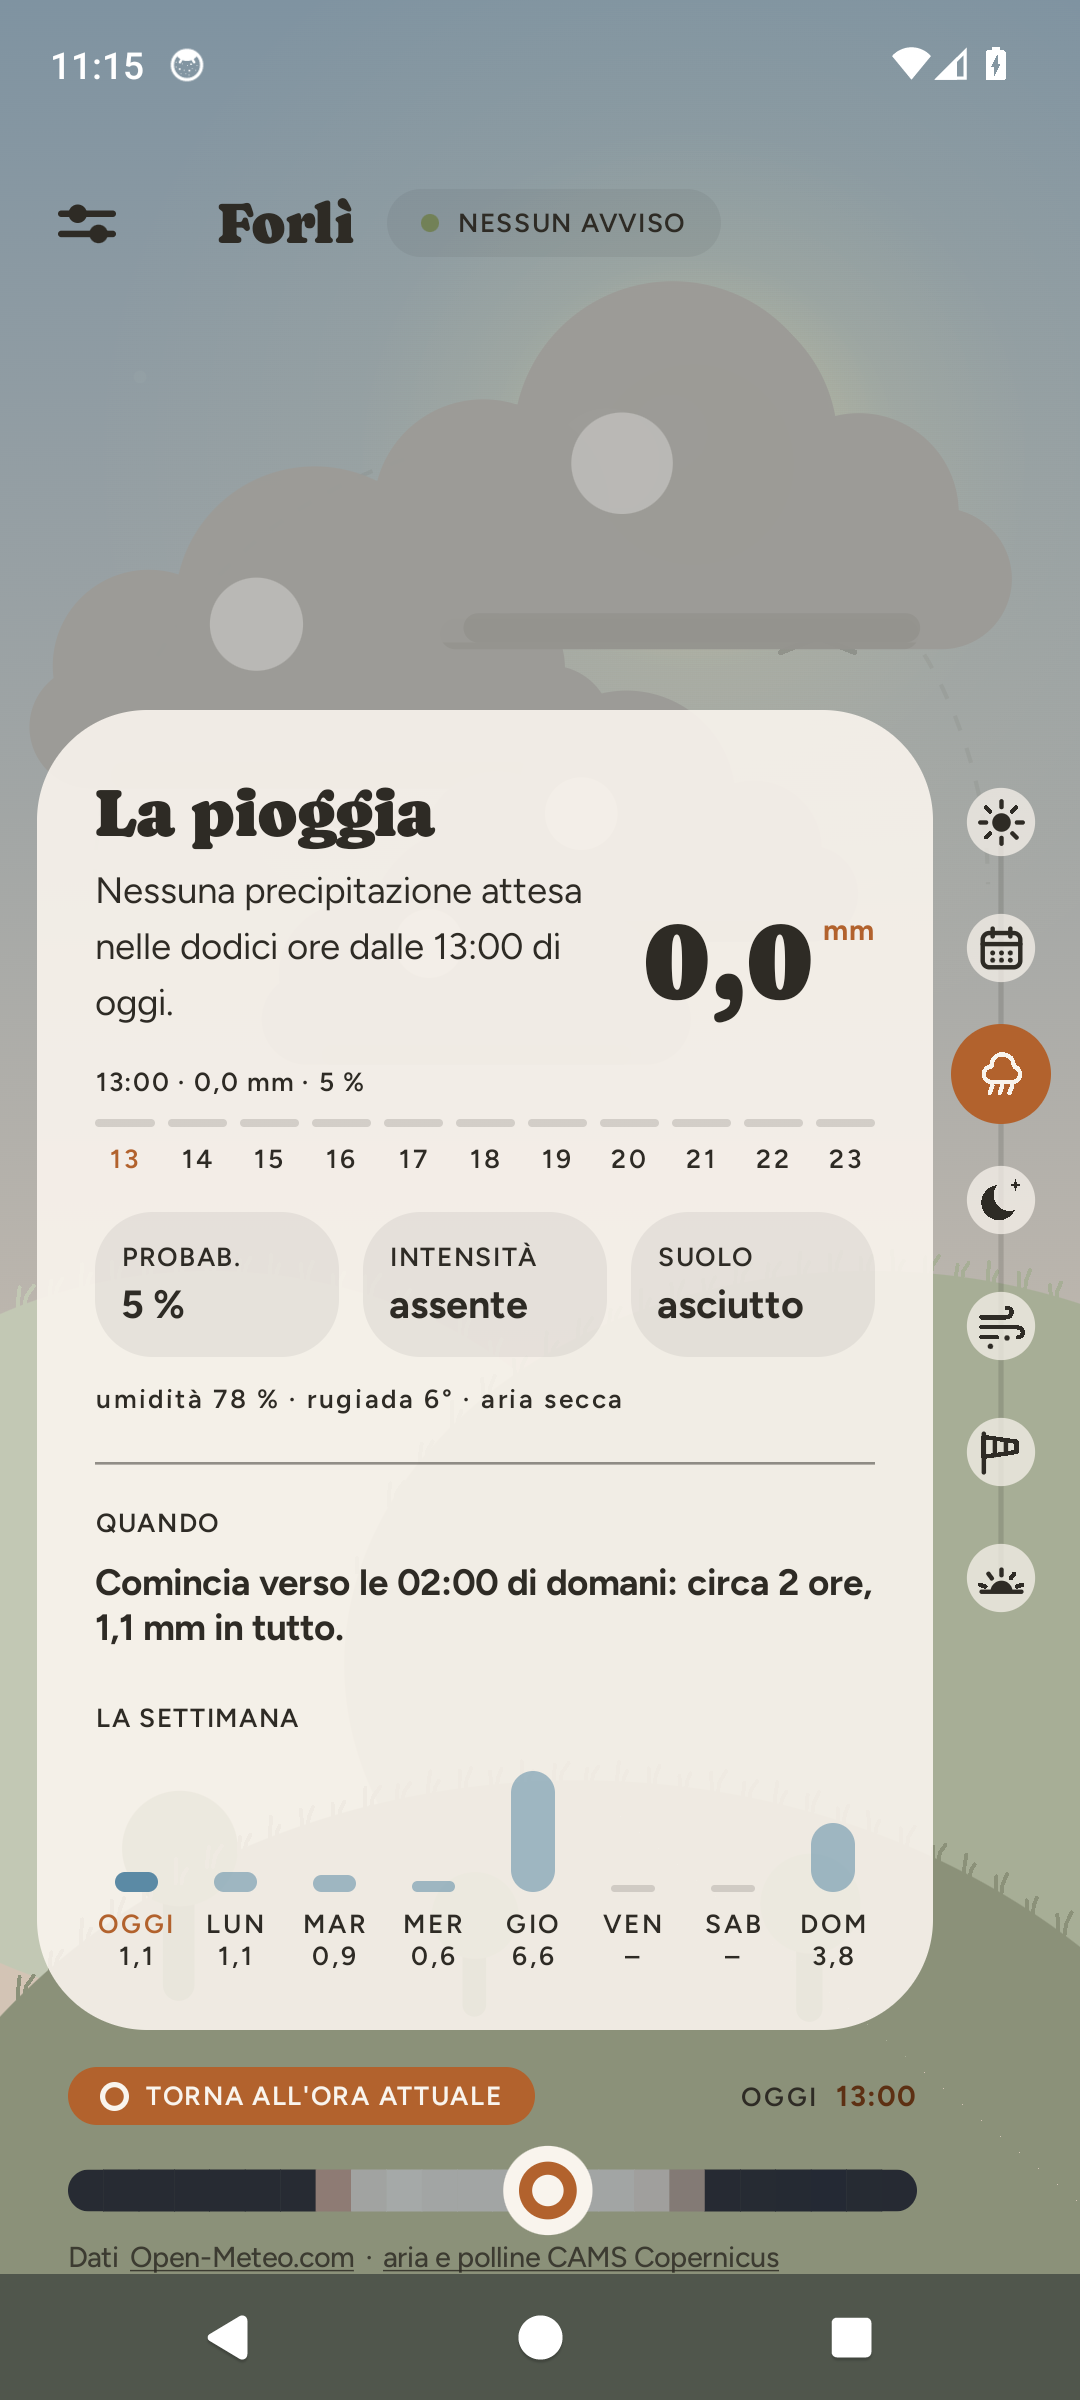 11:15
Forlì
NESSUN AVVISO
La pioggia
Nessuna precipitazione attesa
nelle dodici ore dalle 13:00 di
oggi.
0,0 mm
13:00 · 0,0 mm · 5 %
13 14 15 16 17 18 19 20 21 22 23
PROBAB. INTENSITÀ SUOLO
5 % assente asciutto
umidità 78 % · rugiada 6° · aria secca
QUANDO
Comincia verso le 02:00 di domani: circa 2 ore,
1,1 mm in tutto.
LA SETTIMANA
OGGI LUN MAR MER GIO VEN SAB DOM
1,1 1,1 0,9 0,6 6,6 – – 3,8
TORNA ALL'ORA ATTUALE
OGGI 13:00
Dati Open-Meteo.com · aria e polline CAMS Copernicus